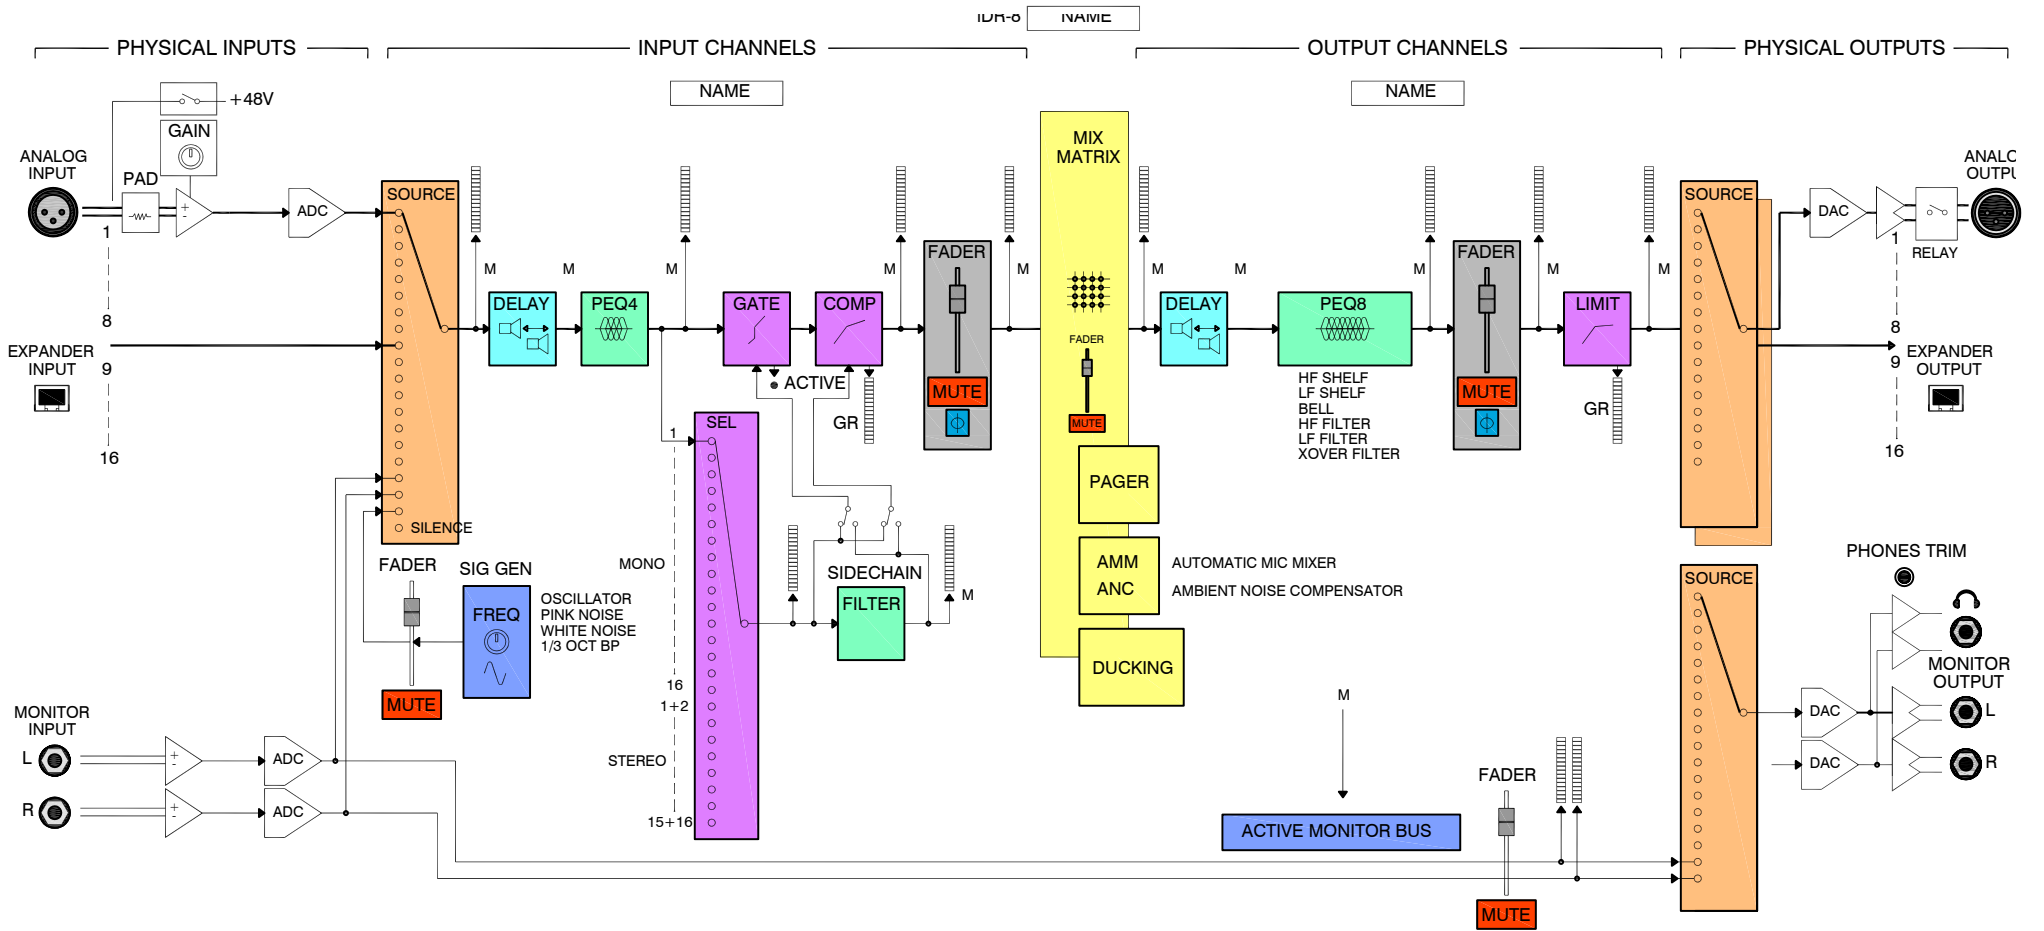 IDR-8
NAME
PHYSICAL INPUTS
INPUT CHANNELS
OUTPUT CHANNELS
PHYSICAL OUTPUTS
NAME
NAME
+48V
GAIN
ANALOG
INPUT
PAD
+
-
ADC
1
8
EXPANDER
INPUT
9
16
SOURCE
SILENCE
M
DELAY
M
PEQ4
M
GATE
ACTIVE
COMP
M
GR
FADER
MUTE
M
SEL
1
MONO
16
1+2
STEREO
15+16
SIDECHAIN
FILTER
M
FADER
MUTE
SIG GEN
FREQ
OSCILLATOR
PINK NOISE
WHITE NOISE
1/3 OCT BP
MONITOR
INPUT
L
+
-
ADC
R
+
-
ADC
MIX
MATRIX
FADER
MUTE
PAGER
AMM
ANC
AUTOMATIC MIC MIXER
AMBIENT NOISE COMPENSATOR
DUCKING
M
DELAY
M
PEQ8
HF SHELF
LF SHELF
BELL
HF FILTER
LF FILTER
XOVER FILTER
M
FADER
MUTE
M
LIMIT
GR
M
SOURCE
DAC
1
RELAY
ANALC
OUTPU
8
9
EXPANDER
OUTPUT
16
M
ACTIVE MONITOR BUS
FADER
MUTE
SOURCE
PHONES TRIM
MONITOR
OUTPUT
DAC
L
DAC
R